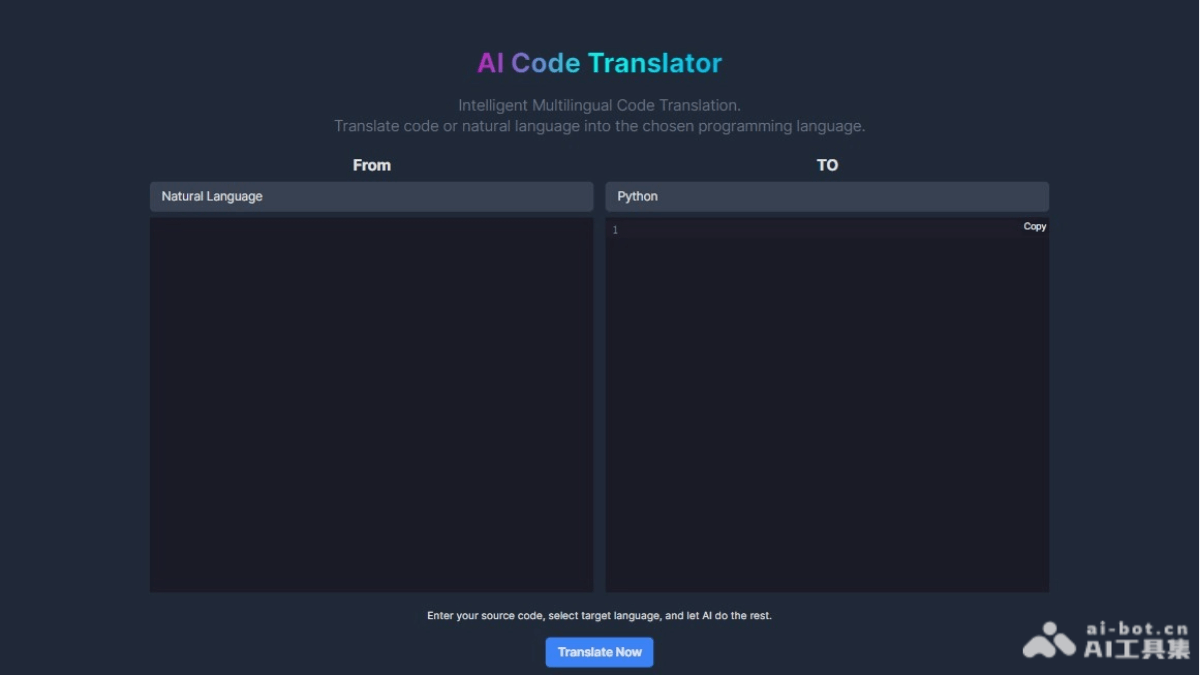 AI Code Translator
Intelligent Multilingual Code Translation.
Translate code or natural language into the chosen programming language.
From
TO
Natural Language
Python
1
Copy
Enter your source code, select target language, and let AI do the rest.
Translate Now
ai-bot.cn
AI工具集